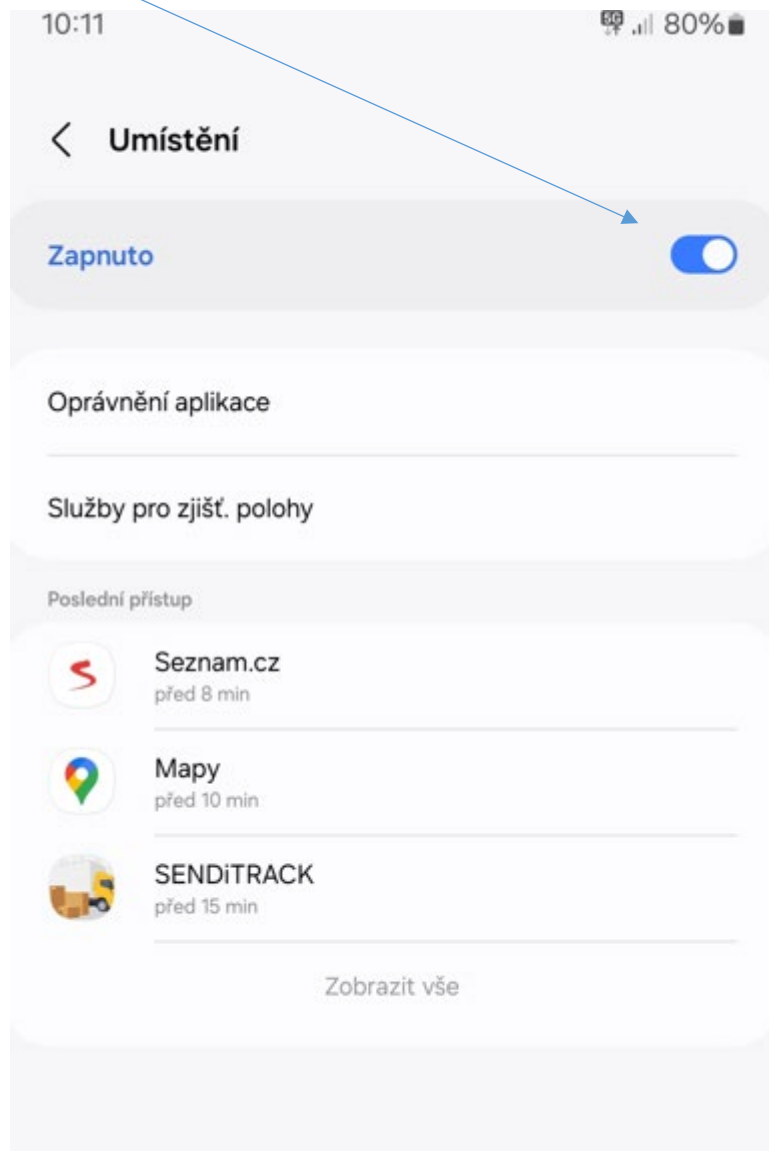 10:11 5G 80%
Umístění
Zapnuto
Oprávnění aplikace
Služby pro zjišť. polohy
Poslední přístup
Seznam.cz
před 8 min
Mapy
před 10 min
SENDiTRACK
před 15 min
Zobrazit vše